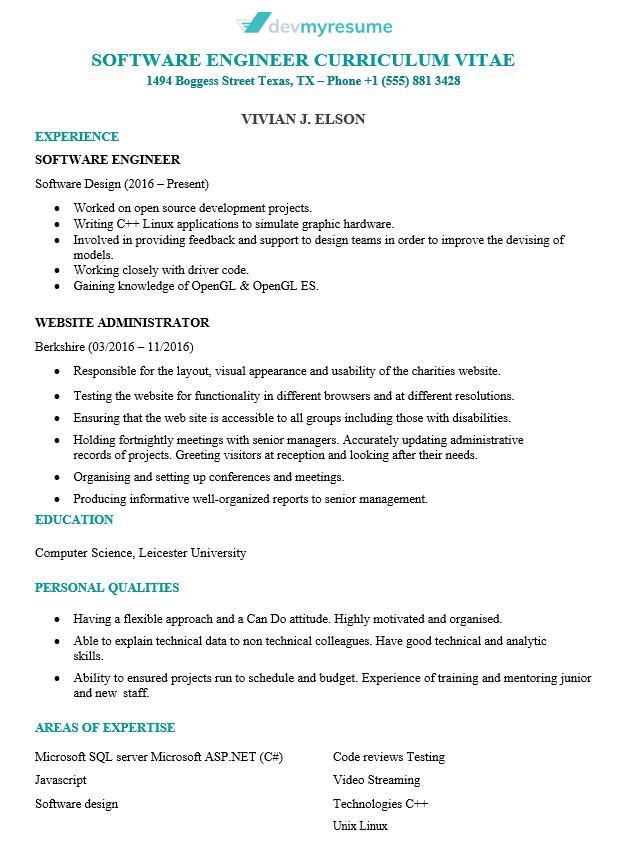 devmyresume
SOFTWARE ENGINEER CURRICULUM VITAE
1494 Boggess Street Texas, TX – Phone +1 (555) 881 3428
VIVIAN J. ELSON
EXPERIENCE
SOFTWARE ENGINEER
Software Design (2016 – Present)
• Worked on open source development projects.
• Writing C++ Linux applications to simulate graphic hardware.
• Involved in providing feedback and support to design teams in order to improve the devising of
models.
• Working closely with driver code.
• Gaining knowledge of OpenGL & OpenGL ES.
WEBSITE ADMINISTRATOR
Berkshire (03/2016 – 11/2016)
• Responsible for the layout, visual appearance and usability of the charities website.
• Testing the website for functionality in different browsers and at different resolutions.
• Ensuring that the web site is accessible to all groups including those with disabilities.
• Holding fortnightly meetings with senior managers. Accurately updating administrative
records of projects. Greeting visitors at reception and looking after their needs.
• Organising and setting up conferences and meetings.
• Producing informative well-organized reports to senior management.
EDUCATION
Computer Science, Leicester University
PERSONAL QUALITIES
• Having a flexible approach and a Can Do attitude. Highly motivated and organised.
• Able to explain technical data to non technical colleagues. Have good technical and analytic
skills.
• Ability to ensured projects run to schedule and budget. Experience of training and mentoring junior
and new staff.
AREAS OF EXPERTISE
Microsoft SQL server Microsoft ASP.NET (C#)
Javascript
Software design
Code reviews Testing
Video Streaming
Technologies C++
Unix Linux